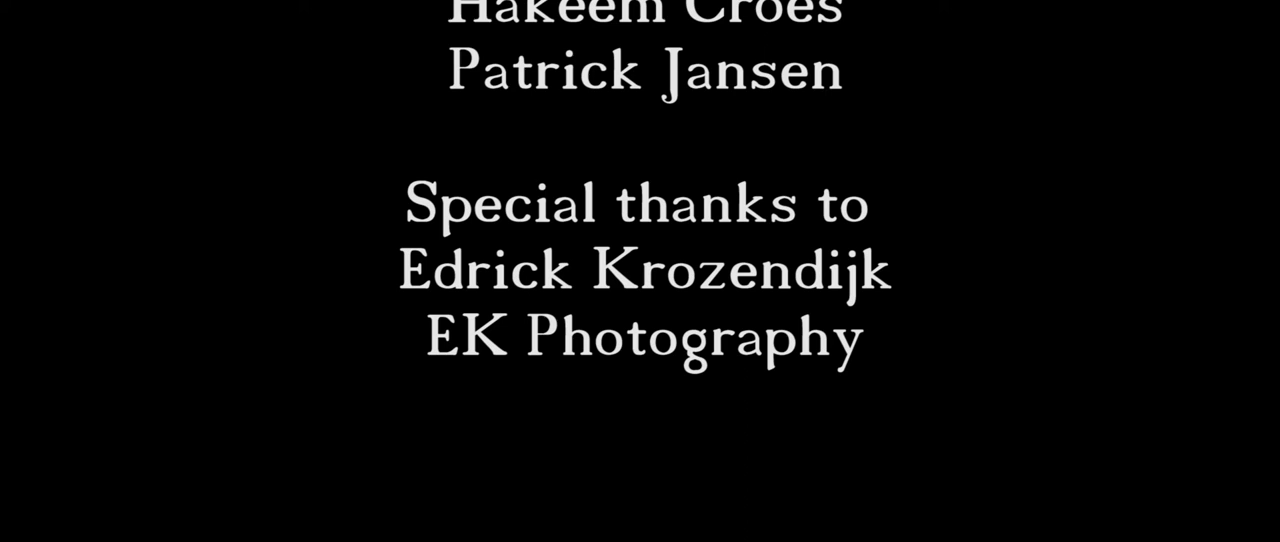 Hakeem Croes
Patrick Jansen
Special thanks to
Edrick Krozendijk
EK Photography